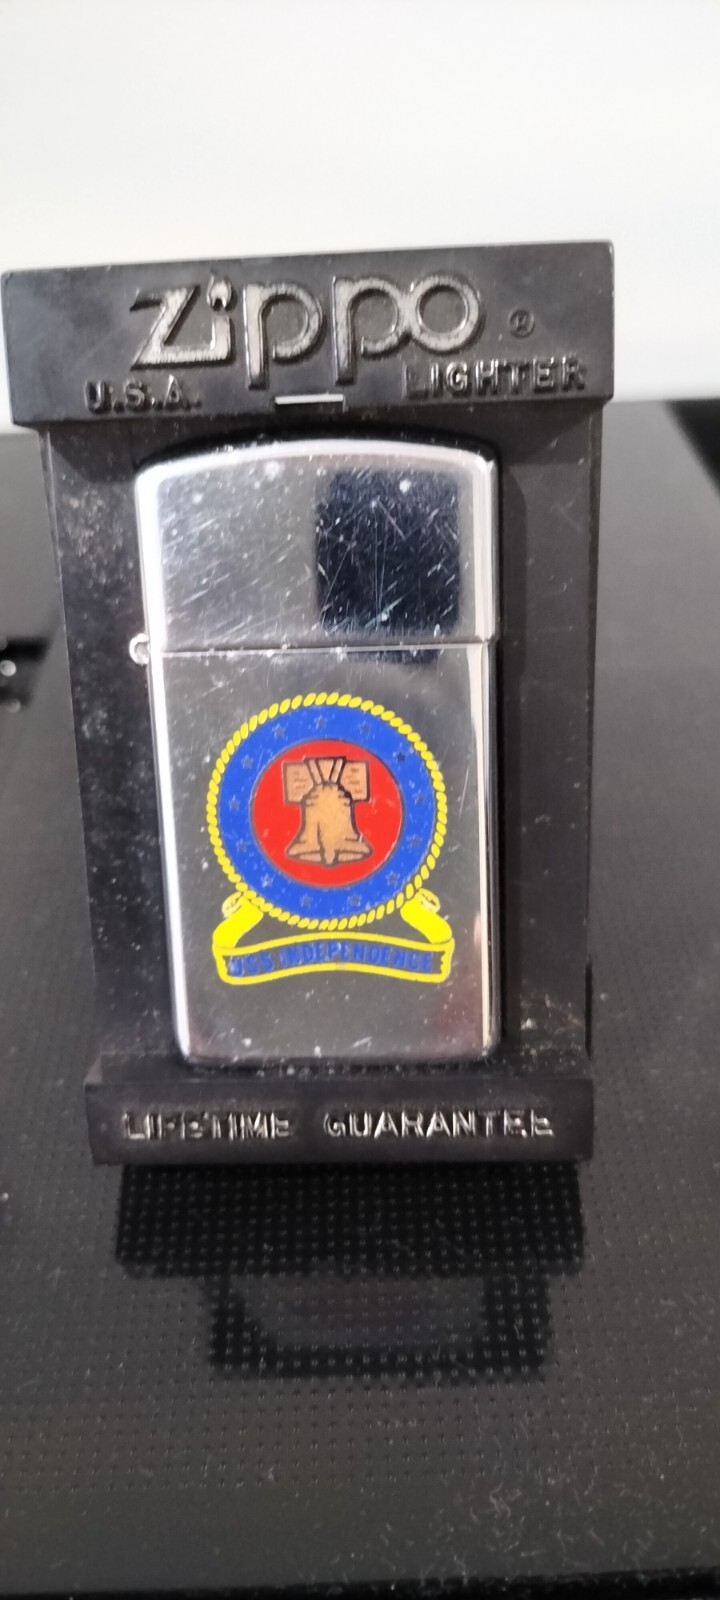 Zippo ®
U.S.A. LIGHTER
USS INDEPENDENCE
LIFETIME GUARANTEE